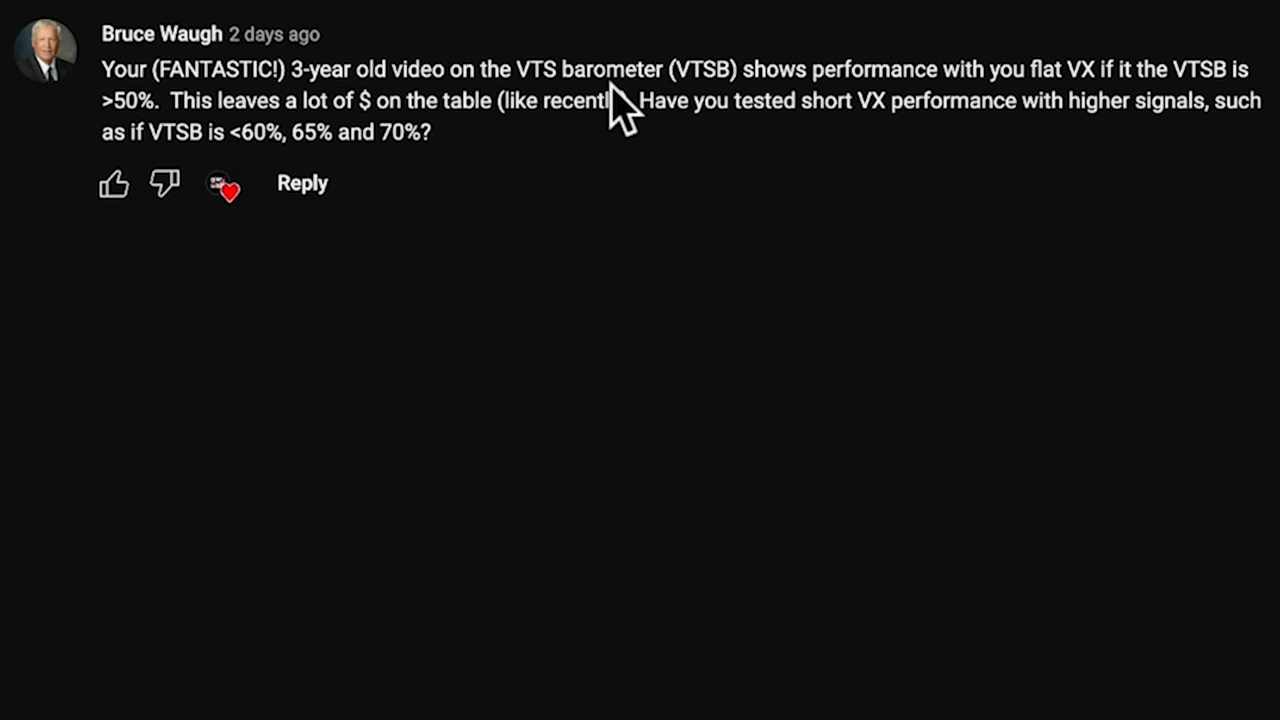 Bruce Waugh 2 days ago
Your (FANTASTIC!) 3-year old video on the VTS barometer (VTSB) shows performance with you flat VX if it the VTSB is
>50%. This leaves a lot of $ on the table (like Have you tested short VX performance with higher signals, such
as if VTSB is <60%, 65% and 70%?
Reply